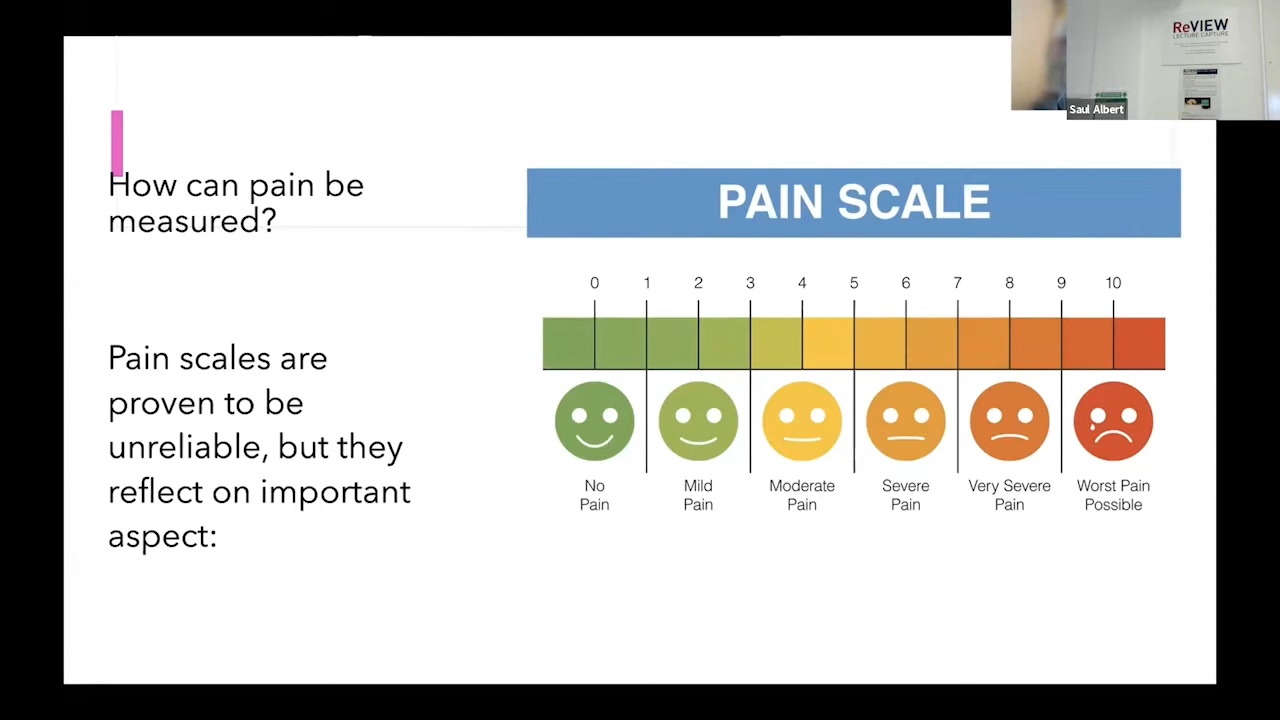 ReVIEW
LECTURE CAPTURE
Saul Albert
How can pain be
measured?
Pain scales are
proven to be
unreliable, but they
reflect on important
aspect:
PAIN SCALE
0 1 2 3 4 5 6 7 8 9 10
No Pain
Mild Pain
Moderate Pain
Severe Pain
Very Severe Pain
Worst Pain Possible